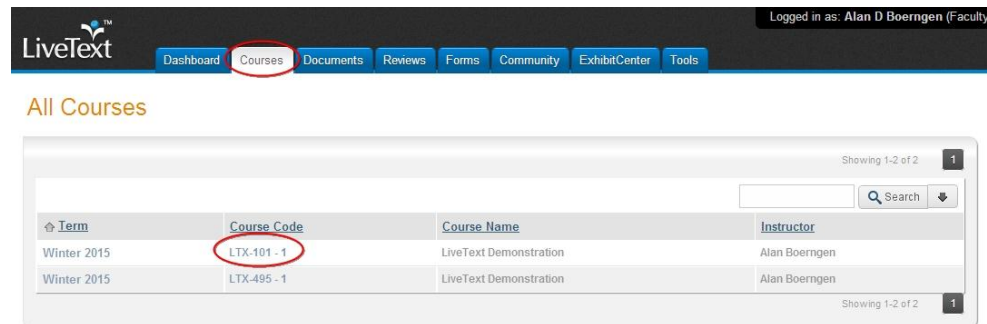 Logged in as: Alan D Boerngen (Faculty
LiveText™
Dashboard Courses Documents Reviews Forms Community ExhibitCenter Tools
All Courses
Showing 1-2 of 2 1
Search
Term Course Code Course Name Instructor
Winter 2015 LTX-101 - 1 LiveText Demonstration Alan Boerngen
Winter 2015 LTX-495 - 1 LiveText Demonstration Alan Boerngen
Showing 1-2 of 2 1